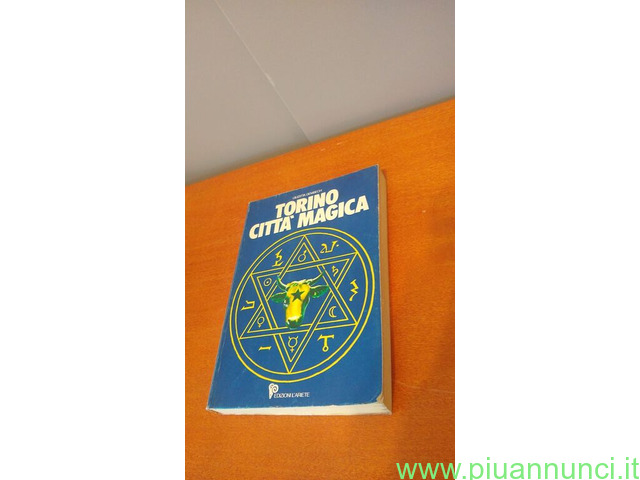 TORINO
CITTÀ MAGICA
EDIZIONI L'ARIETE
www.piuannunci.it